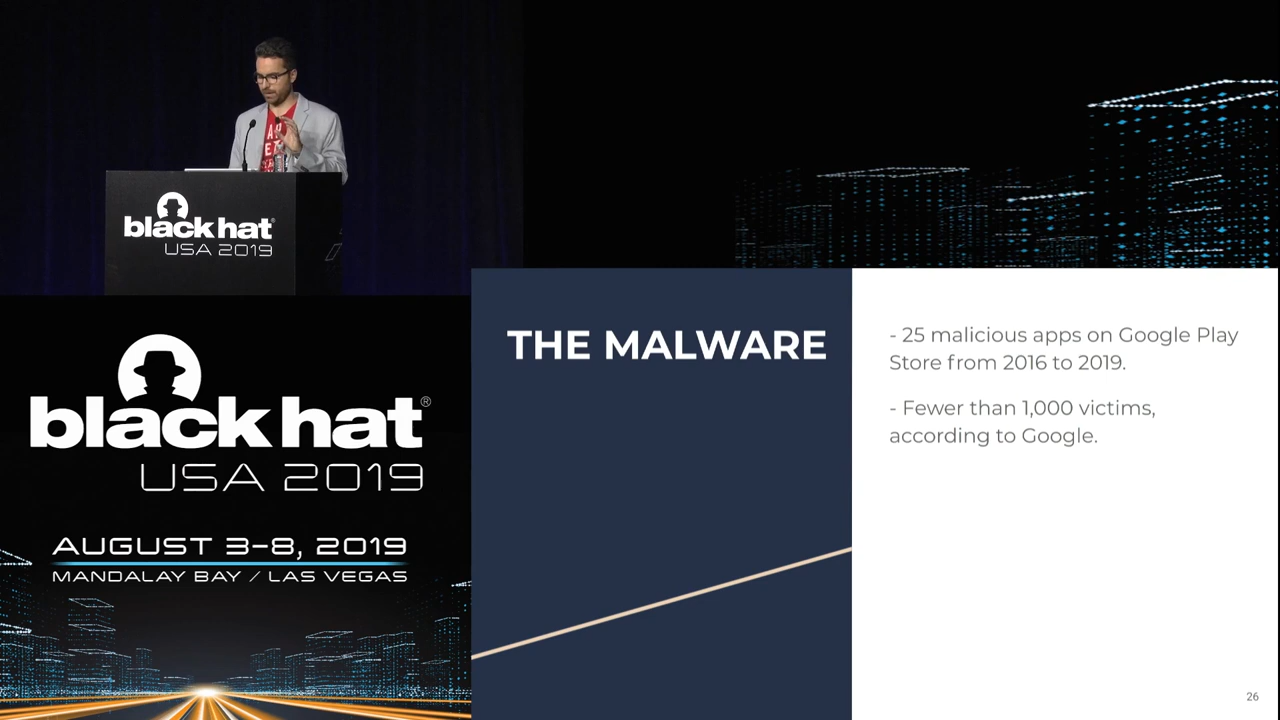 AR
ET
black hat®
USA 2019
black hat®
USA 2019
AUGUST 3-8, 2019
MANDALAY BAY / LAS VEGAS
THE MALWARE
- 25 malicious apps on Google Play
Store from 2016 to 2019.
- Fewer than 1,000 victims,
according to Google.
26